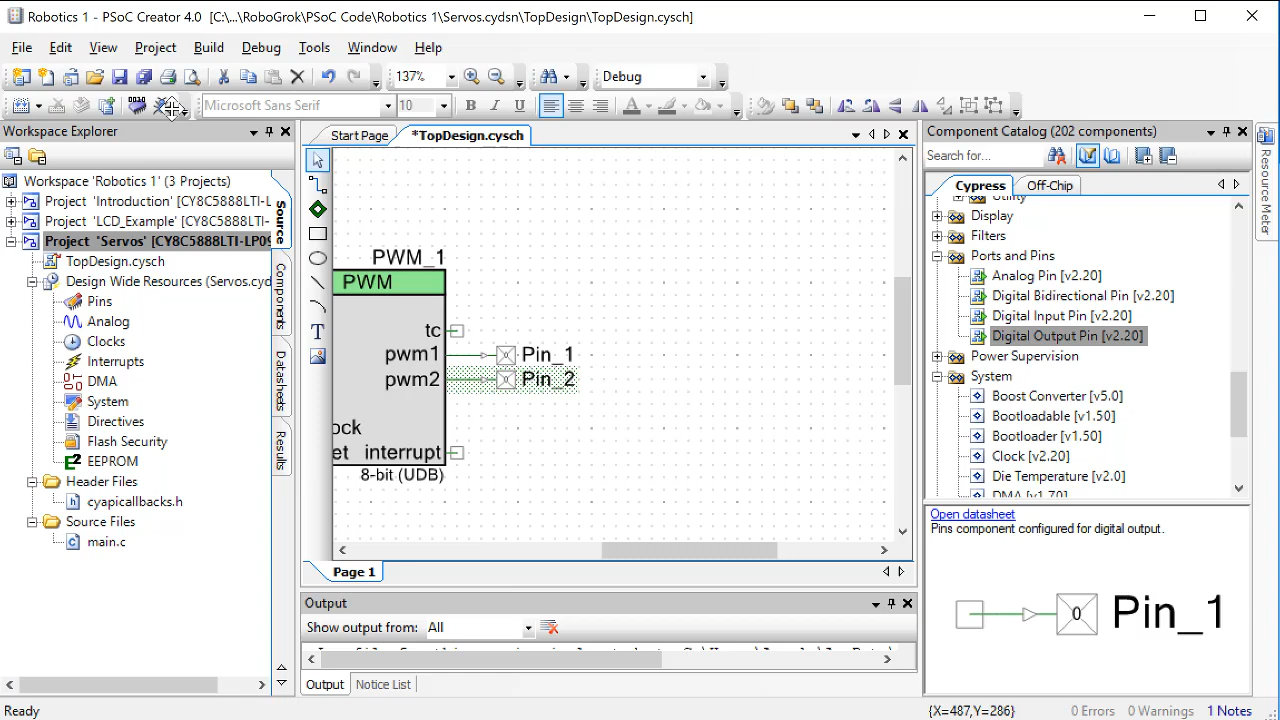 Robotics 1 - PSoC Creator 4.0 [C:\...\RoboGrok\PSoC Code\Robotics 1\Servos.cydsn\TopDesign\TopDesign.cysch]
File Edit View Project Build Debug Tools Window Help
137% Debug
Microsoft Sans Serif 10 B I U A
Workspace Explorer
Workspace 'Robotics 1' (3 Projects)
Project 'Introduction' [CY8C5888LTI-
Project 'LCD_Example' [CY8C5888LTI-
Project 'Servos' [CY8C5888LTI-LP09
TopDesign.cysch
Design Wide Resources (Servos.cyd
Pins
Analog
Clocks
Interrupts
DMA
System
Directives
Flash Security
EEPROM
Header Files
cyapicallbacks.h
Source Files
main.c
Source
Components
Datasheets
Results
Start Page *TopDesign.cysch
T
PWM_1
PWM
tc
pwm1 Pin_1
pwm2 Pin_2
ock
et interrupt
8-bit (UDB)
Page 1
Output
Show output from: All
Output Notice List
Component Catalog (202 components)
Search for...
Cypress Off-Chip
Utility
Display
Filters
Ports and Pins
Analog Pin [v2.20]
Digital Bidirectional Pin [v2.20]
Digital Input Pin [v2.20]
Digital Output Pin [v2.20]
Power Supervision
System
Boost Converter [v5.0]
Bootloadable [v1.50]
Bootloader [v1.50]
Clock [v2.20]
Die Temperature [v2.0]
DMA [v1.70]
Open datasheet
Pins component configured for digital output.
0 Pin_1
Resource Meter
Ready {X=487,Y=286} 0 Errors 0 Warnings 1 Notes